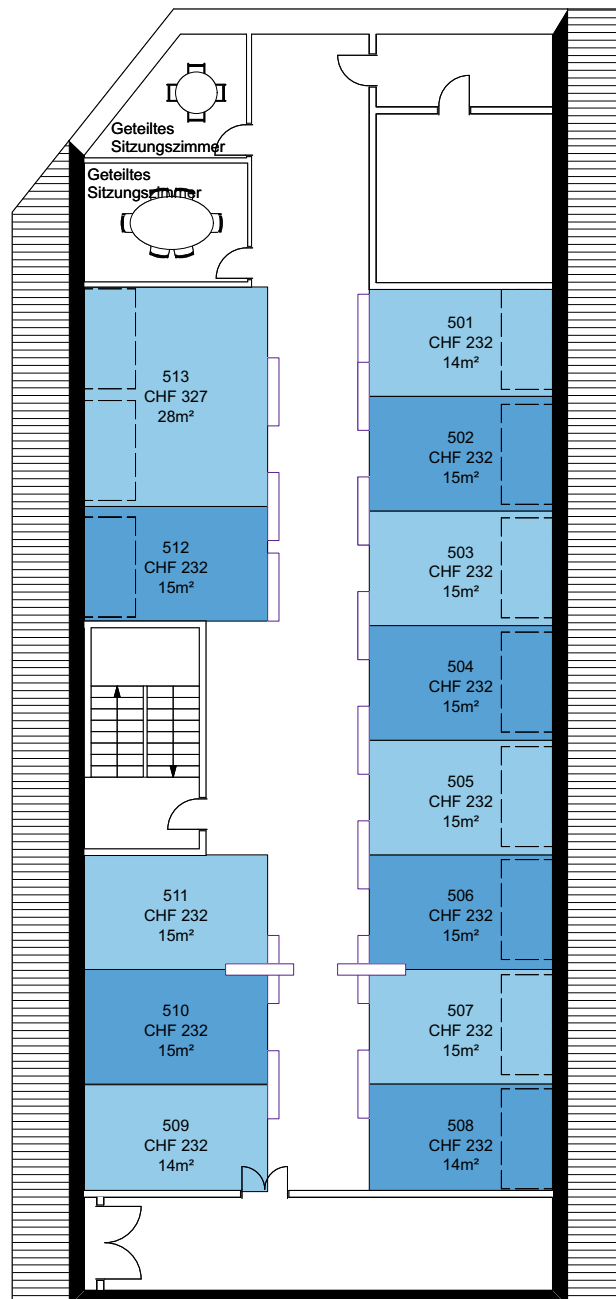 Geteiltes
Sitzungszimmer
Geteiltes
Sitzungszimmer
513
CHF 327
28m²
512
CHF 232
15m²
511
CHF 232
15m²
510
CHF 232
15m²
509
CHF 232
14m²
501
CHF 232
14m²
502
CHF 232
15m²
503
CHF 232
15m²
504
CHF 232
15m²
505
CHF 232
15m²
506
CHF 232
15m²
507
CHF 232
15m²
508
CHF 232
14m²